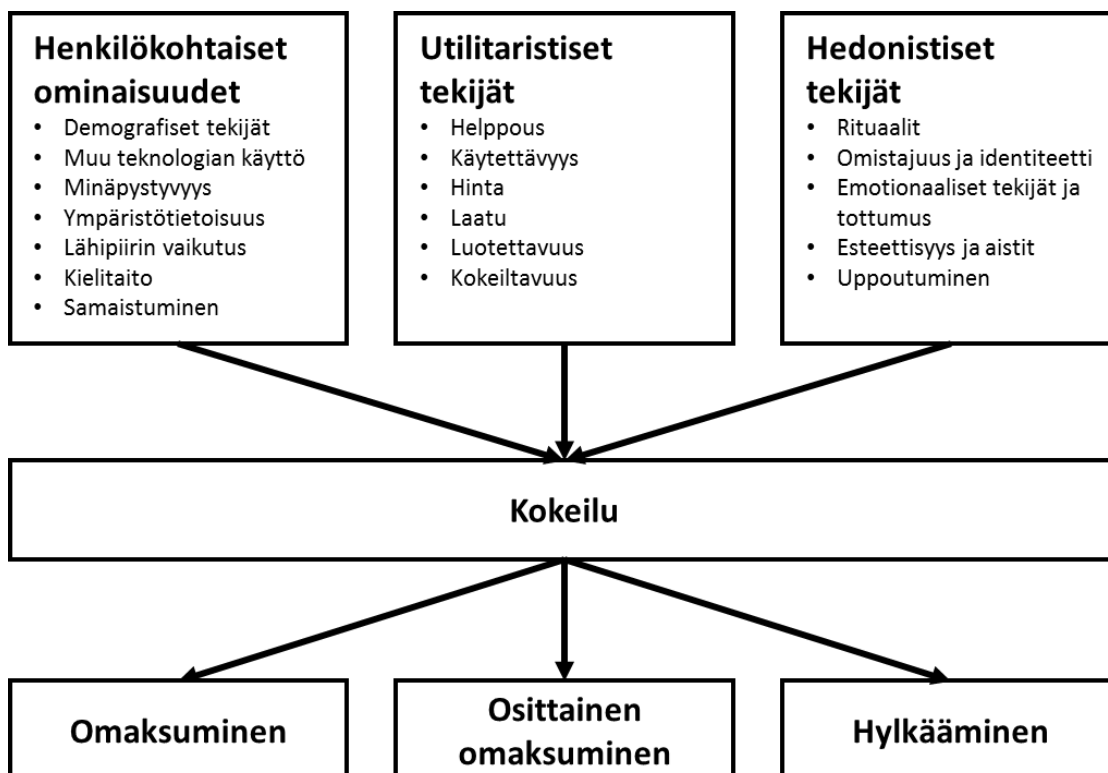 Henkilökohtaiset
ominaisuudet
• Demografiset tekijät
• Muu teknologian käyttö
• Minäpystyvyys
• Ympäristötietoisuus
• Lähipiirin vaikutus
• Kielitaito
• Samaistuminen
Utilitaristiset
tekijät
• Helppous
• Käytettävyys
• Hinta
• Laatu
• Luotettavuus
• Kokeiltavuus
Hedonistiset
tekijät
• Rituaalit
• Omistajuus ja identiteetti
• Emotionaaliset tekijät ja
tottumus
• Esteettisyys ja aistit
• Uppoutuminen
Kokeilu
Omaksuminen
Osittainen
omaksuminen
Hylkääminen